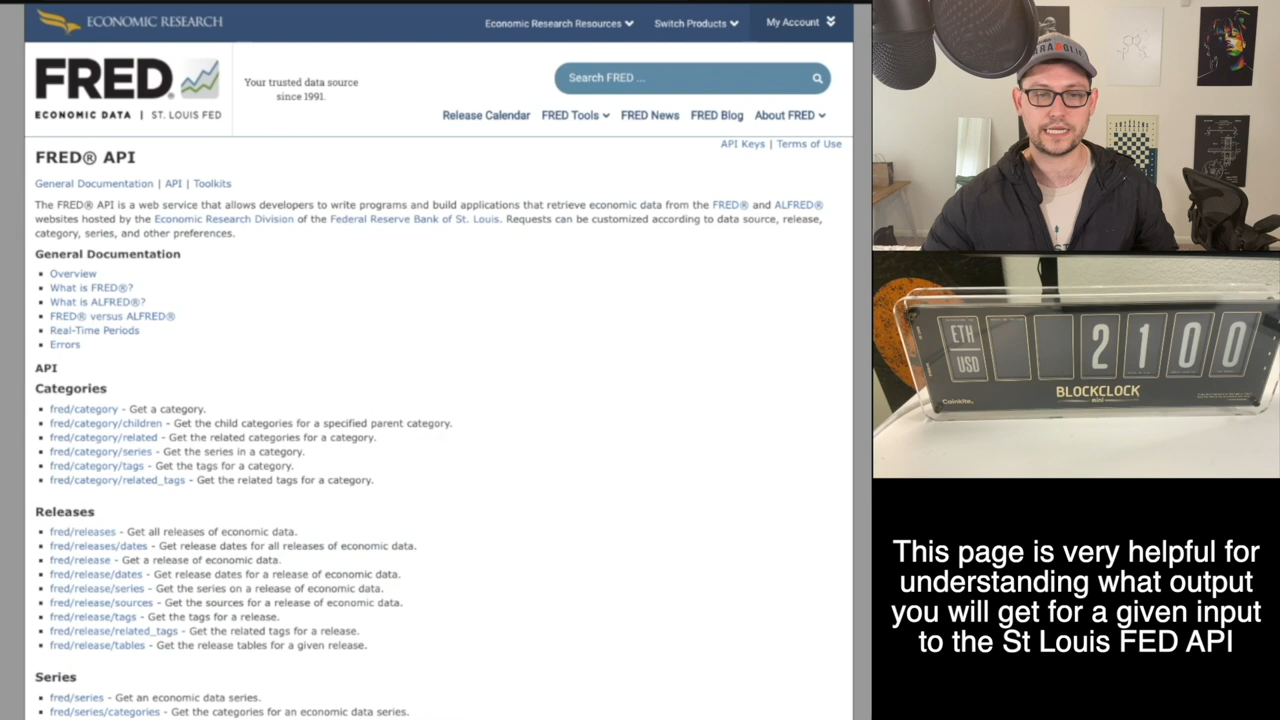 ECONOMIC RESEARCH
Economic Research Resources
Switch Products
My Account
FRED®
ECONOMIC DATA | ST. LOUIS FED
Your trusted data source
since 1991.
Search FRED ...
Release Calendar FRED Tools FRED News FRED Blog About FRED
API Keys | Terms of Use
FRED® API
General Documentation | API | Toolkits
The FRED® API is a web service that allows developers to write programs and build applications that retrieve economic data from the FRED® and ALFRED®
websites hosted by the Economic Research Division of the Federal Reserve Bank of St. Louis. Requests can be customized according to data source, release,
category, series, and other preferences.
General Documentation
Overview
What is FRED®?
What is ALFRED®?
FRED® versus ALFRED®
Real-Time Periods
Errors
API
Categories
fred/category - Get a category.
fred/category/children - Get the child categories for a specified parent category.
fred/category/related - Get the related categories for a category.
fred/category/series - Get the series in a category.
fred/category/tags - Get the tags for a category.
fred/category/related_tags - Get the related tags for a category.
Releases
fred/releases - Get all releases of economic data.
fred/releases/dates - Get release dates for all releases of economic data.
fred/release - Get a release of economic data.
fred/release/dates - Get release dates for a release of economic data.
fred/release/series - Get the series on a release of economic data.
fred/release/sources - Get the sources for a release of economic data.
fred/release/tags - Get the tags for a release.
fred/release/related_tags - Get the related tags for a release.
fred/release/tables - Get the release tables for a given release.
Series
fred/series - Get an economic data series.
fred/series/categories - Get the categories for an economic data series.
ETH
USD
2100
BLOCKCLOCK
mini
Coinkite.
This page is very helpful for
understanding what output
you will get for a given input
to the St Louis FED API